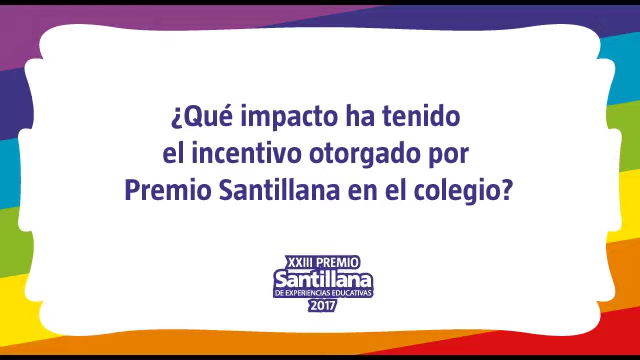 ¿Qué impacto ha tenido
el incentivo otorgado por
Premio Santillana en el colegio?
XXIII PREMIO
Santillana
DE EXPERIENCIAS EDUCATIVAS
2017